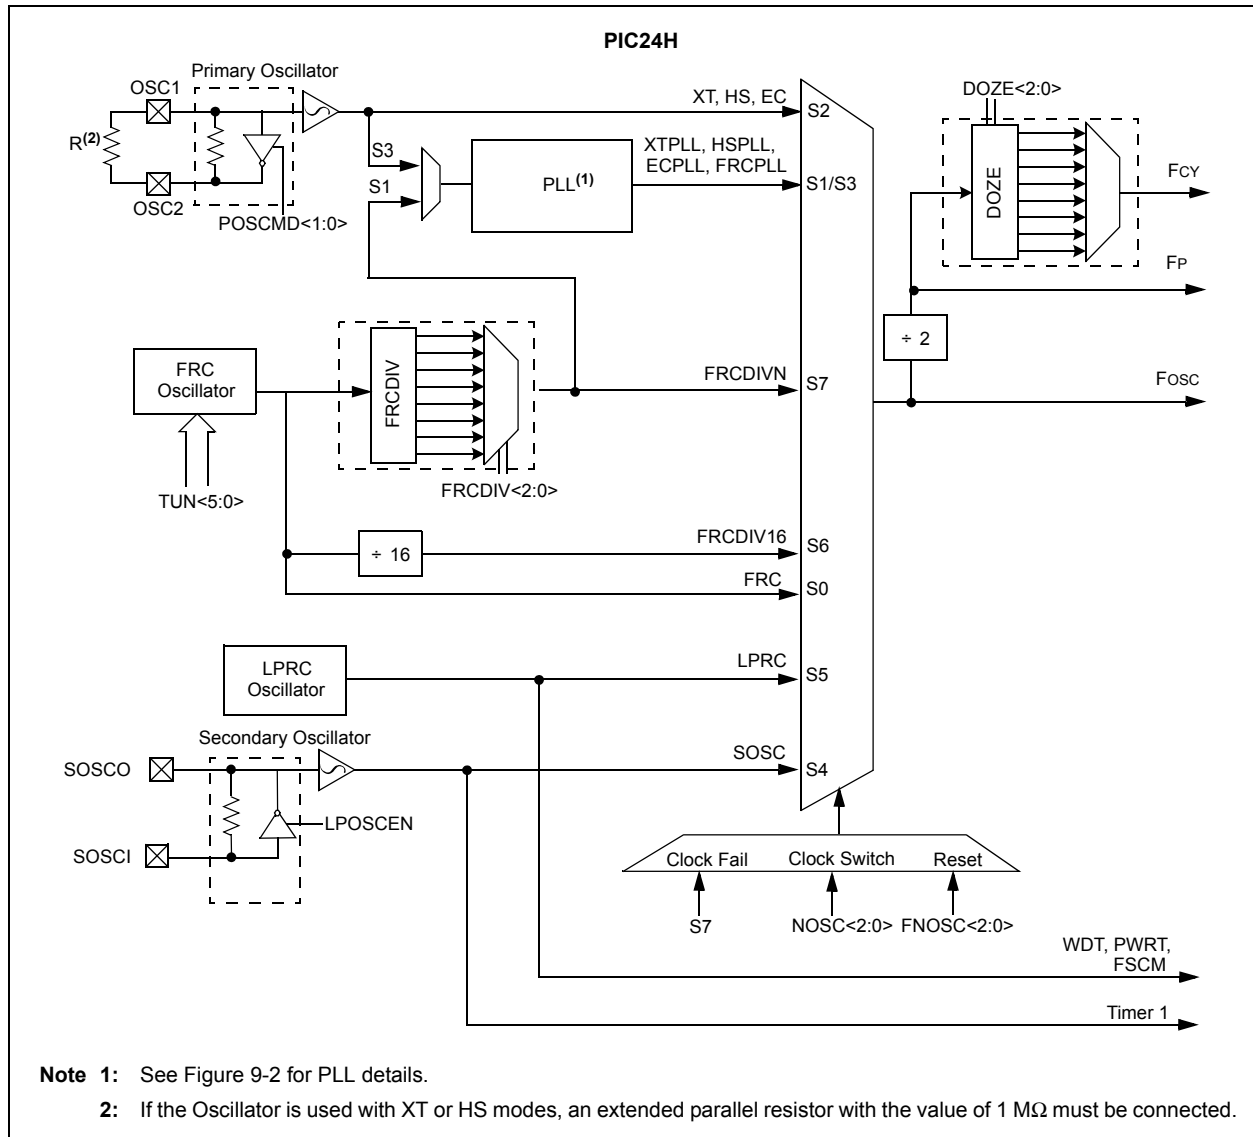 PIC24H
Primary Oscillator
OSC1
R(2)
OSC2
POSCMD<1:0>
S3
S1
PLL(1)
XT, HS, EC
XTPLL, HSPLL,
ECPLL, FRCPLL
S2
S1/S3
DOZE<2:0>
DOZE
FCY
FP
÷ 2
FOSC
FRC
Oscillator
TUN<5:0>
FRCDIV
FRCDIV<2:0>
FRCDIVN
S7
÷ 16
FRCDIV16
S6
FRC
S0
LPRC
Oscillator
LPRC
S5
Secondary Oscillator
SOSCO
SOSCI
LPOSCEN
SOSC
S4
Clock Fail
Clock Switch
Reset
S7
NOSC<2:0>
FNOSC<2:0>
WDT, PWRT,
FSCM
Timer 1
Note 1: See Figure 9-2 for PLL details.
2: If the Oscillator is used with XT or HS modes, an extended parallel resistor with the value of 1 MΩ must be connected.